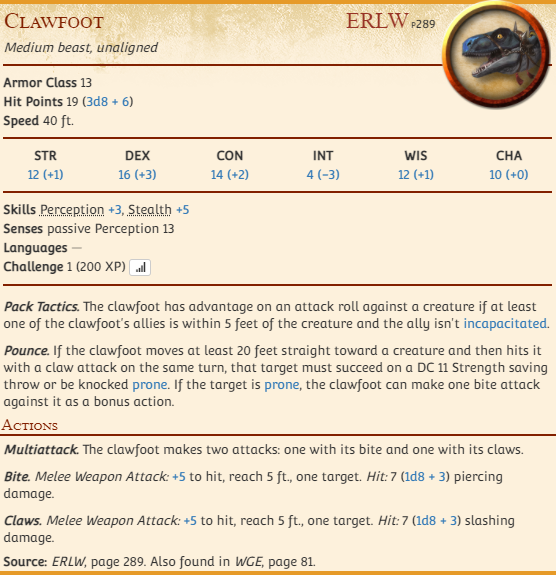 Clawfoot
ERLW p289
Medium beast, unaligned
Armor Class 13
Hit Points 19 (3d8 + 6)
Speed 40 ft.
STR DEX CON INT WIS CHA
12 (+1) 16 (+3) 14 (+2) 4 (−3) 12 (+1) 10 (+0)
Skills Perception +3, Stealth +5
Senses passive Perception 13
Languages —
Challenge 1 (200 XP)
Pack Tactics. The clawfoot has advantage on an attack roll against a creature if at least
one of the clawfoot's allies is within 5 feet of the creature and the ally isn't incapacitated.
Pounce. If the clawfoot moves at least 20 feet straight toward a creature and then hits it
with a claw attack on the same turn, that target must succeed on a DC 11 Strength saving
throw or be knocked prone. If the target is prone, the clawfoot can make one bite attack
against it as a bonus action.
Actions
Multiattack. The clawfoot makes two attacks: one with its bite and one with its claws.
Bite. Melee Weapon Attack: +5 to hit, reach 5 ft., one target. Hit: 7 (1d8 + 3) piercing
damage.
Claws. Melee Weapon Attack: +5 to hit, reach 5 ft., one target. Hit: 7 (1d8 + 3) slashing
damage.
Source: ERLW, page 289. Also found in WGE, page 81.